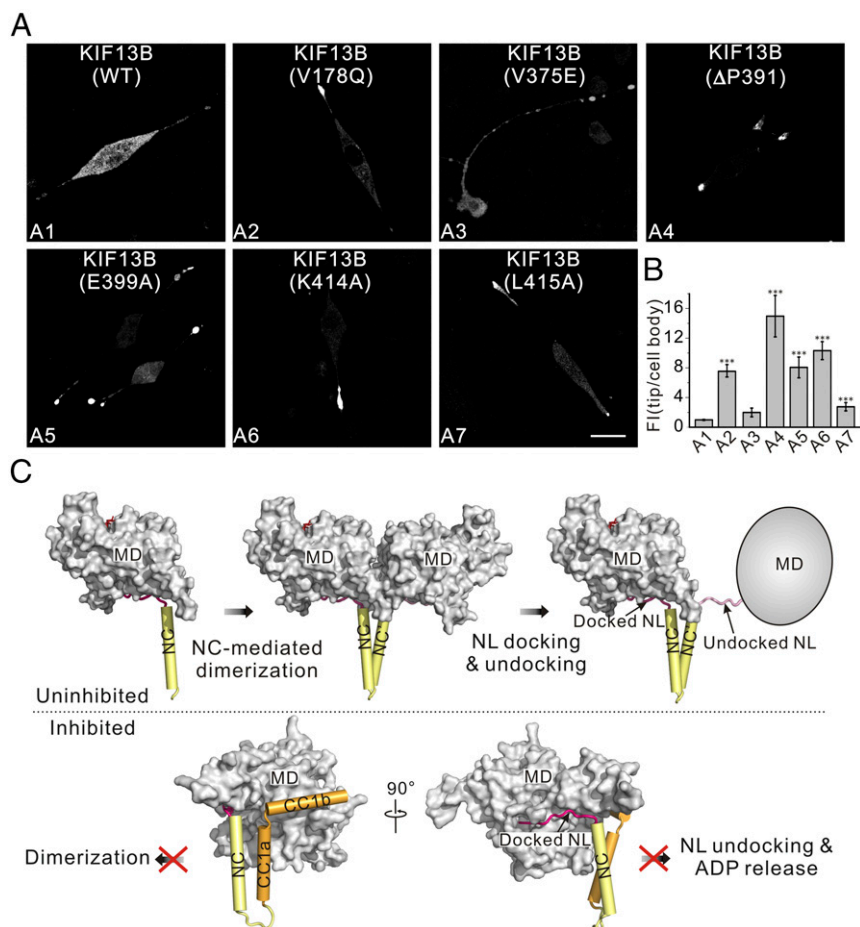 A
KIF13B
(WT)
A1
KIF13B
(V178Q)
A2
KIF13B
(V375E)
A3
KIF13B
(ΔP391)
A4
KIF13B
(E399A)
A5
KIF13B
(K414A)
A6
KIF13B
(L415A)
A7
B
FI(tip/cell body)
16
12
8
4
0
***
***
***
***
***
A1 A2 A3 A4 A5 A6 A7
C
MD
NC
NC-mediated
dimerization
MD
MD
NC
NC'
NL docking
& undocking
MD
MD
Docked NL
Undocked NL
NC
NC'
Uninhibited
Inhibited
MD
CC1b
CC1a
NC
Dimerization
90°
MD
Docked NL
NC
NL undocking &
ADP release